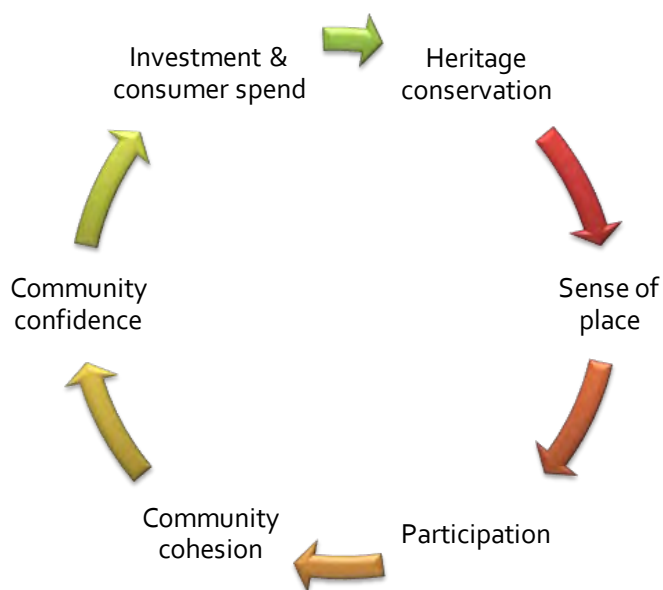 Investment &
consumer spend
Heritage
conservation
Sense of
place
Participation
Community
cohesion
Community
confidence